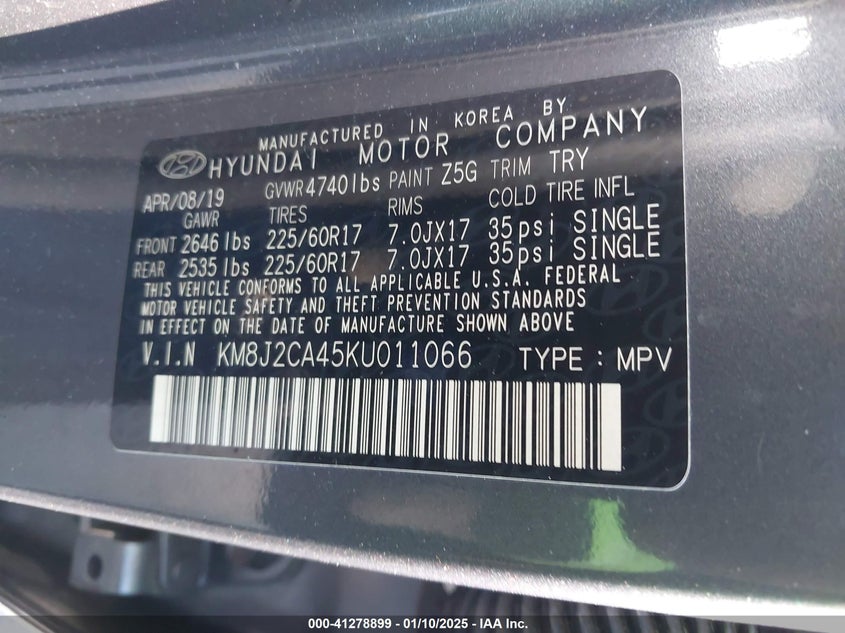 MANUFACTURED IN KOREA BY
HYUNDAI MOTOR COMPANY
APR/08/19 GVWR 4740lbs PAINT Z5G TRIM TRY
GAWR TIRES RIMS COLD TIRE INFL
FRONT 2646 lbs 225/60R17 7.0JX17 35psi SINGLE
REAR 2535 lbs 225/60R17 7.0JX17 35psi SINGLE
THIS VEHICLE CONFORMS TO ALL APPLICABLE U.S.A. FEDERAL
MOTOR VEHICLE SAFETY AND THEFT PREVENTION STANDARDS
IN EFFECT ON THE DATE OF MANUFACTURE SHOWN ABOVE
V.I.N KM8J2CA45KU011066 TYPE : MPV
000-41278899 — 01/10/2025 — IAA Inc.